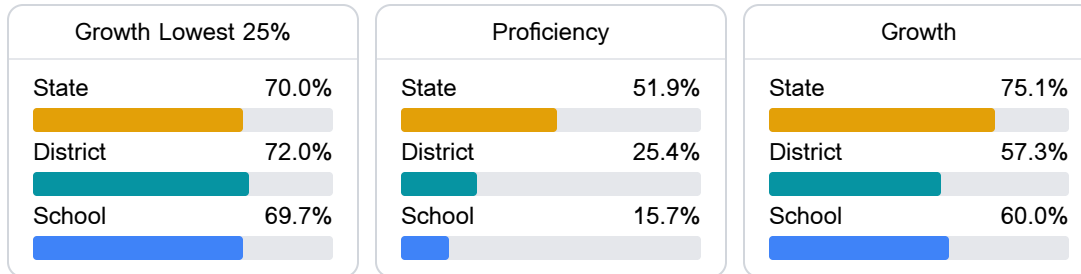 Growth Lowest 25%
State 70.0%
District 72.0%
School 69.7%
Proficiency
State 51.9%
District 25.4%
School 15.7%
Growth
State 75.1%
District 57.3%
School 60.0%